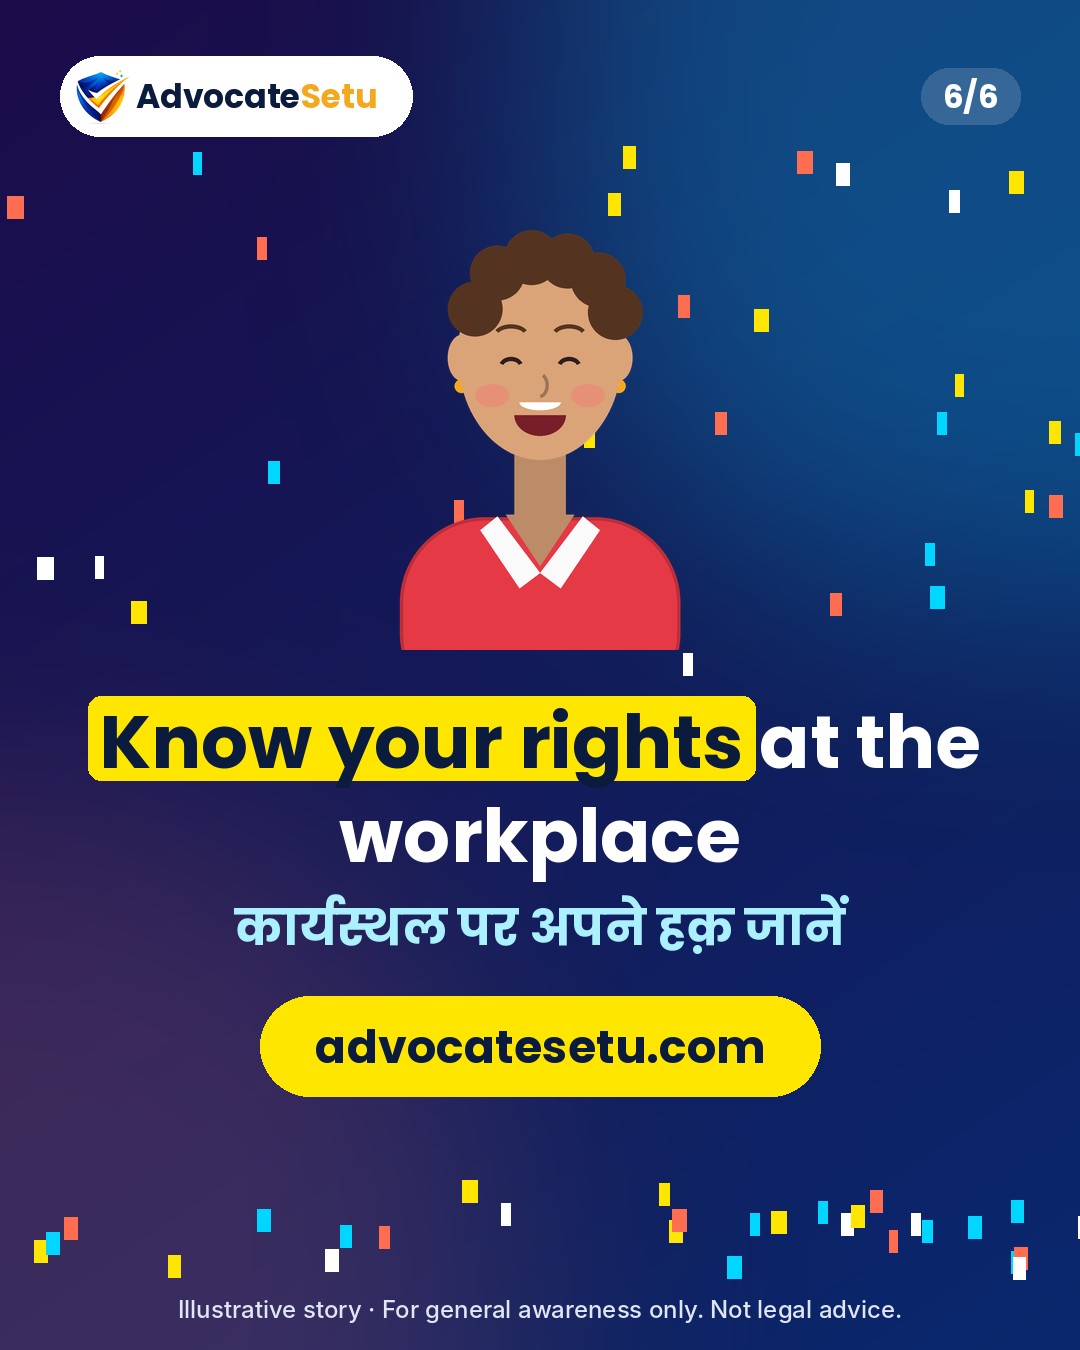 AdvocateSetu
6/6
Know your rights at the
workplace
कार्यस्थल पर अपने हक़ जानें
advocatesetu.com
Illustrative story · For general awareness only. Not legal advice.